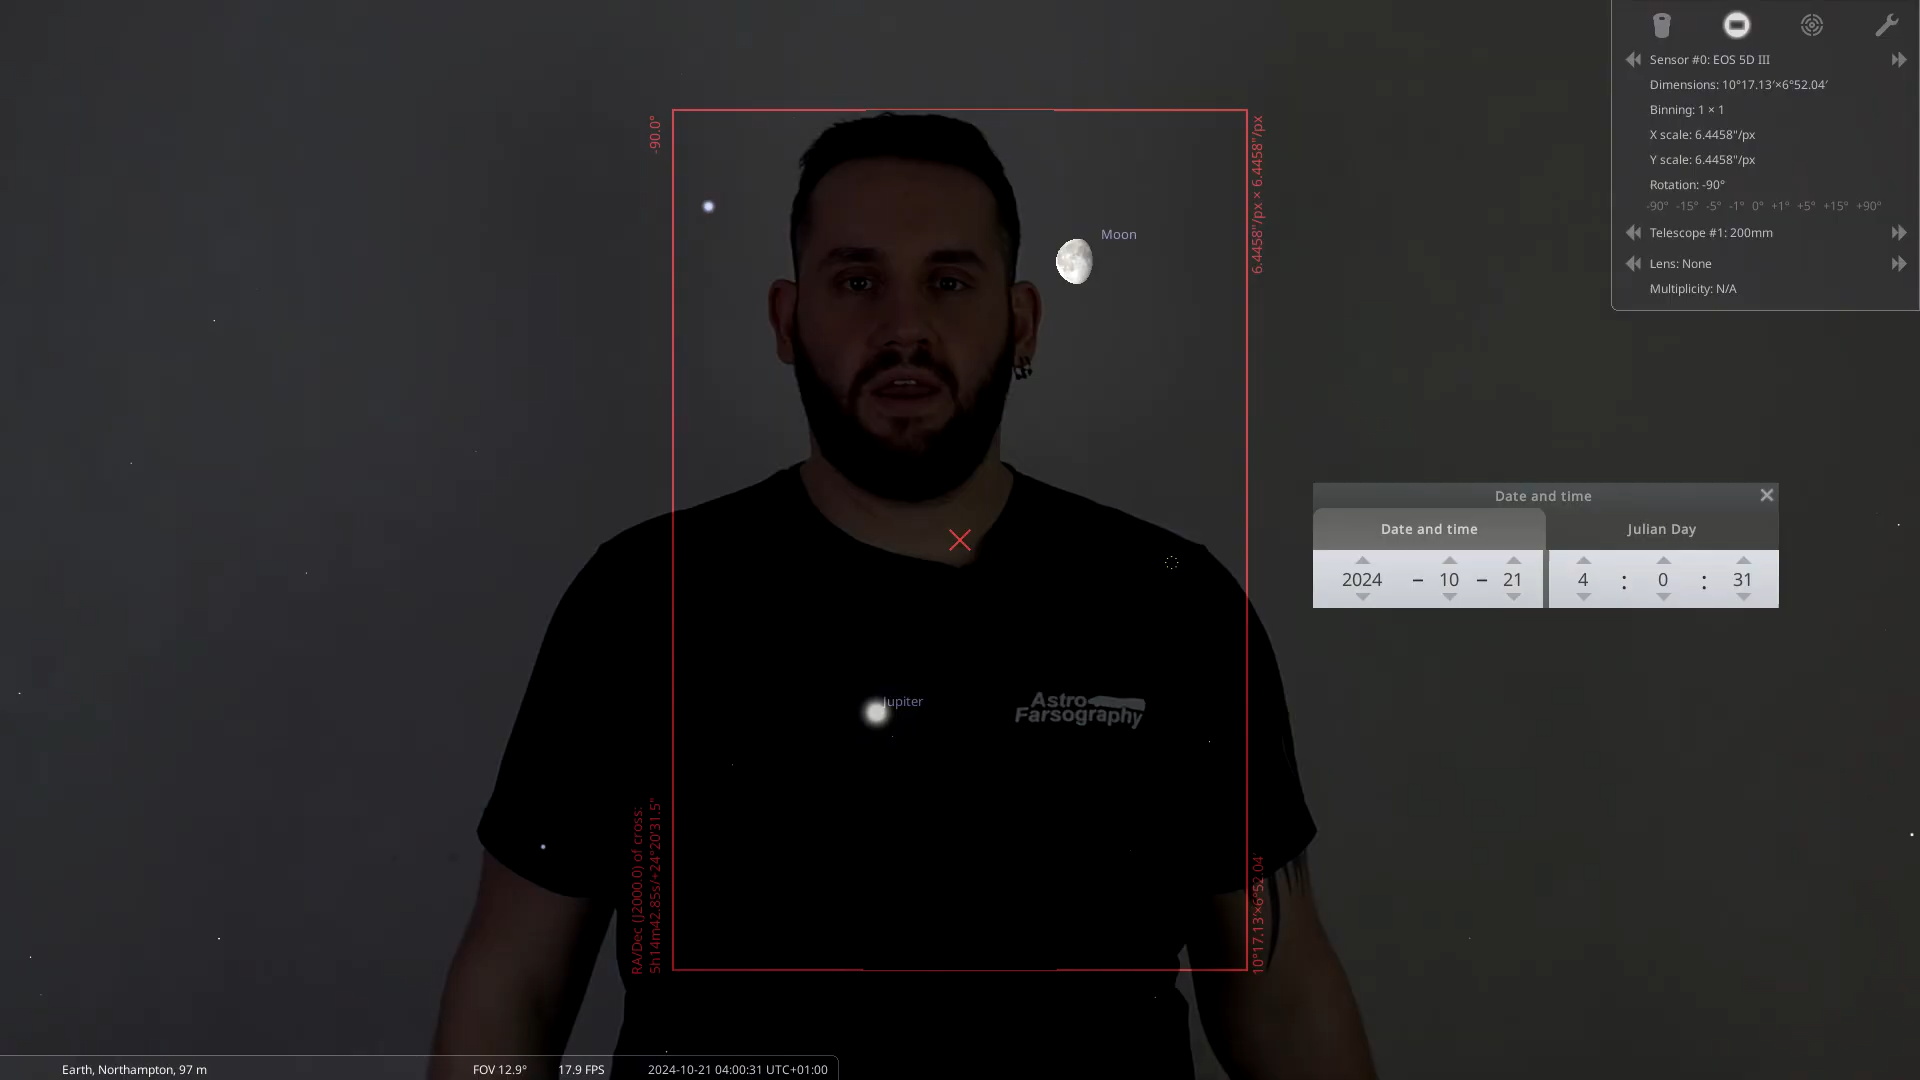 Sensor #0: EOS 5D III
Dimensions: 10°17.13′×6°52.04′
Binning: 1 × 1
X scale: 6.4458"/px
Y scale: 6.4458"/px
Rotation: -90°
-90° -15° -5° -1° 0° +1° +5° +15° +90°
Telescope #1: 200mm
Lens: None
Multiplicity: N/A
-90.0°
6.4458"/px × 6.4458"/px
Moon
Date and time
Date and time
Julian Day
2024 – 10 – 21 4 : 0 : 31
Jupiter
Astro
Farsography
RA/Dec (J2000.0) of cross:
5h14m42.85s/+24°20'31.5"
10°17.13′×6°52.04′
Earth, Northampton, 97 m
FOV 12.9°
17.9 FPS
2024-10-21 04:00:31 UTC+01:00